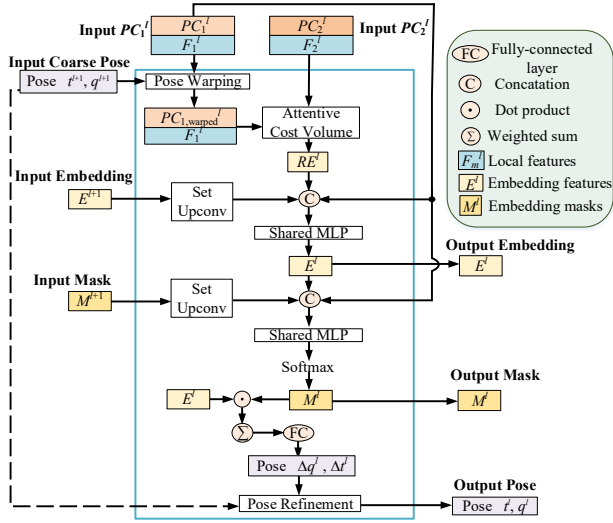 Input PC₁ˡ
PC₁ˡ
F₁ˡ
PC₂ˡ
F₂ˡ
Input PC₂ˡ
Input Coarse Pose
Pose tˡ⁺¹, qˡ⁺¹
Pose Warping
PC₁,warpedˡ
F₁ˡ
Attentive
Cost Volume
REˡ
Input Embedding
Eˡ⁺¹
Set
Upconv
C
Shared MLP
Eˡ
Output Embedding
Eˡ
Input Mask
Mˡ⁺¹
Set
Upconv
C
Shared MLP
Softmax
Eˡ
Mˡ
Output Mask
Mˡ
Σ
FC
Pose Δqˡ, Δtˡ
Pose Refinement
Output Pose
Pose tˡ, qˡ
FC
Fully-connected
layer
C
Concatation
Dot product
Σ
Weighted sum
Fₘˡ
Local features
Eˡ
Embedding features
Mˡ
Embedding masks